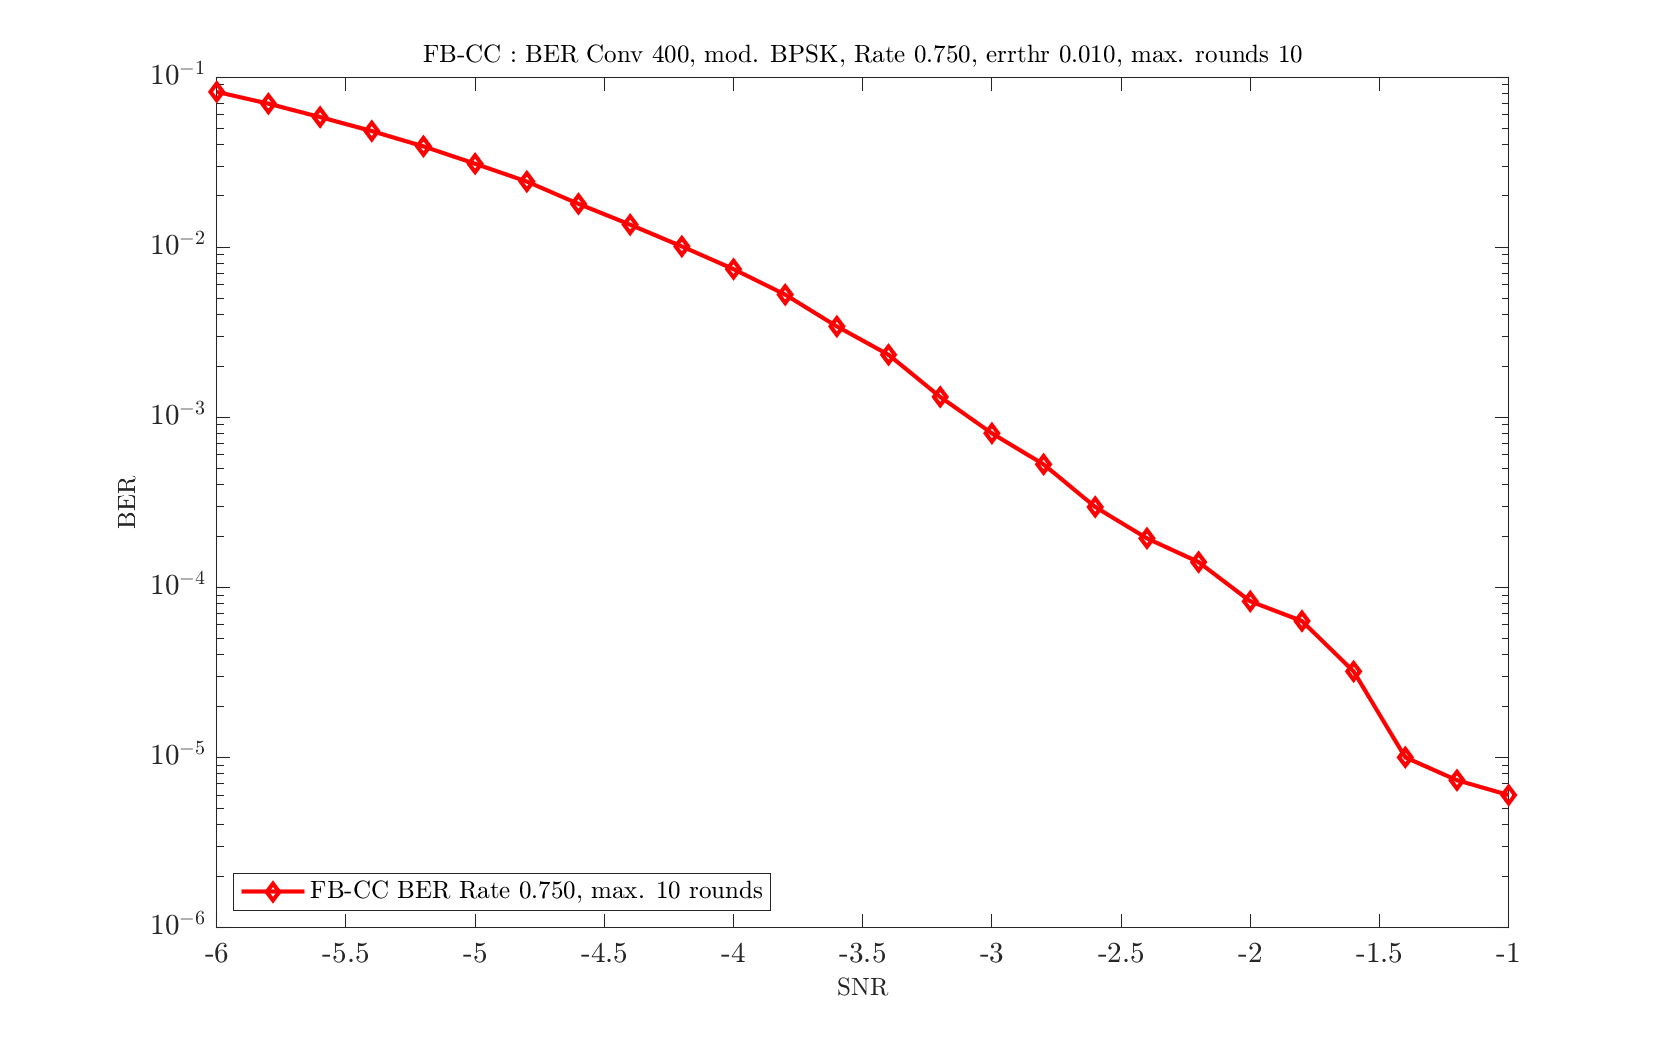 FB-CC : BER Conv 400, mod. BPSK, Rate 0.750, errthr 0.010, max. rounds 10
10⁻¹
10⁻²
10⁻³
BER
10⁻⁴
10⁻⁵
FB-CC BER Rate 0.750, max. 10 rounds
10⁻⁶
-6 -5.5 -5 -4.5 -4 -3.5 -3 -2.5 -2 -1.5 -1
SNR